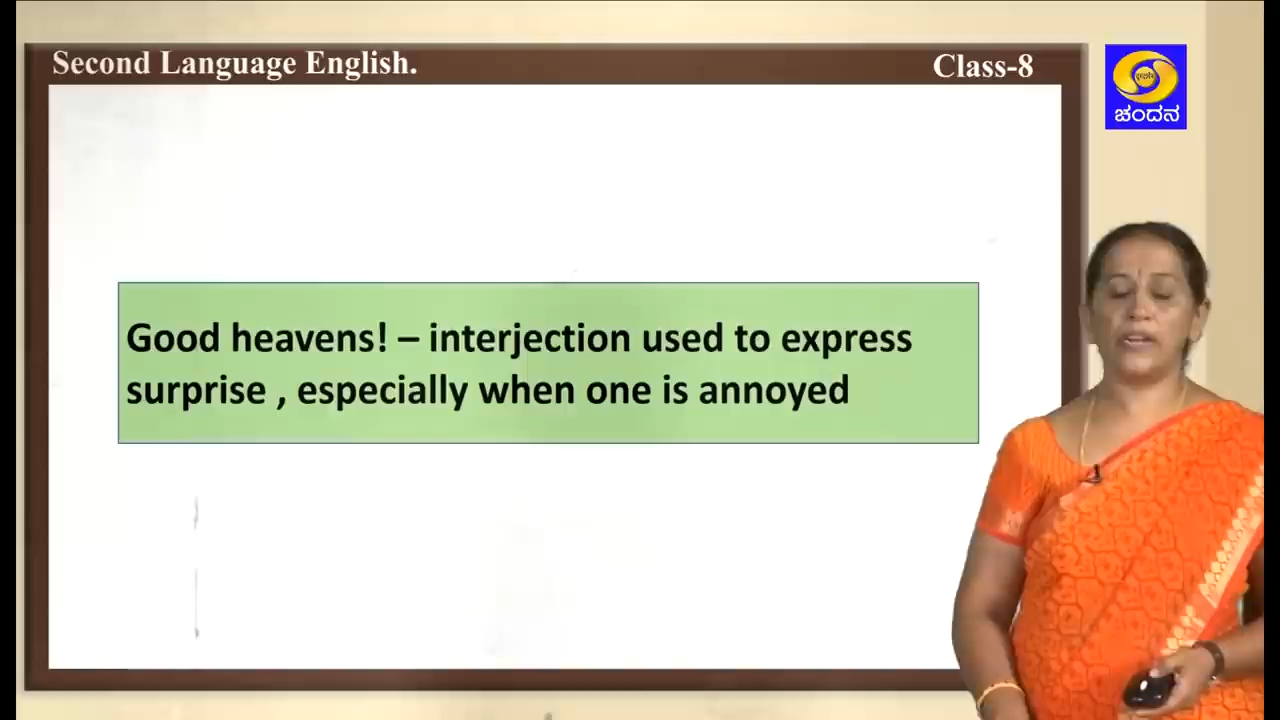 Second Language English.
Class-8
ಚಂದನ
Good heavens! – interjection used to express
surprise , especially when one is annoyed